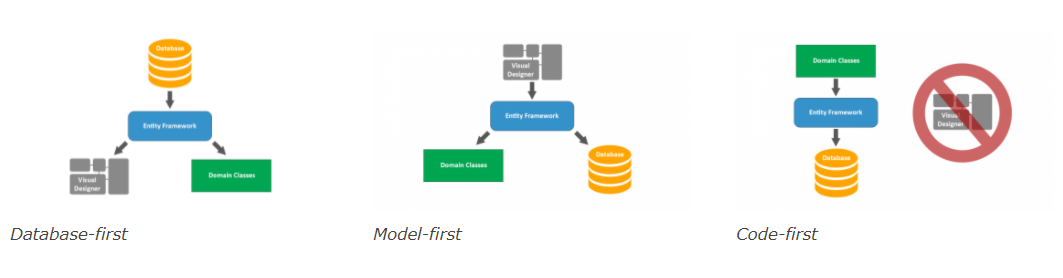 Database
Entity Framework
Visual
Designer
Domain Classes
Database-first
Visual
Designer
Entity Framework
Domain Classes
Database
Model-first
Domain Classes
Entity Framework
Database
Visual
Designer
Code-first